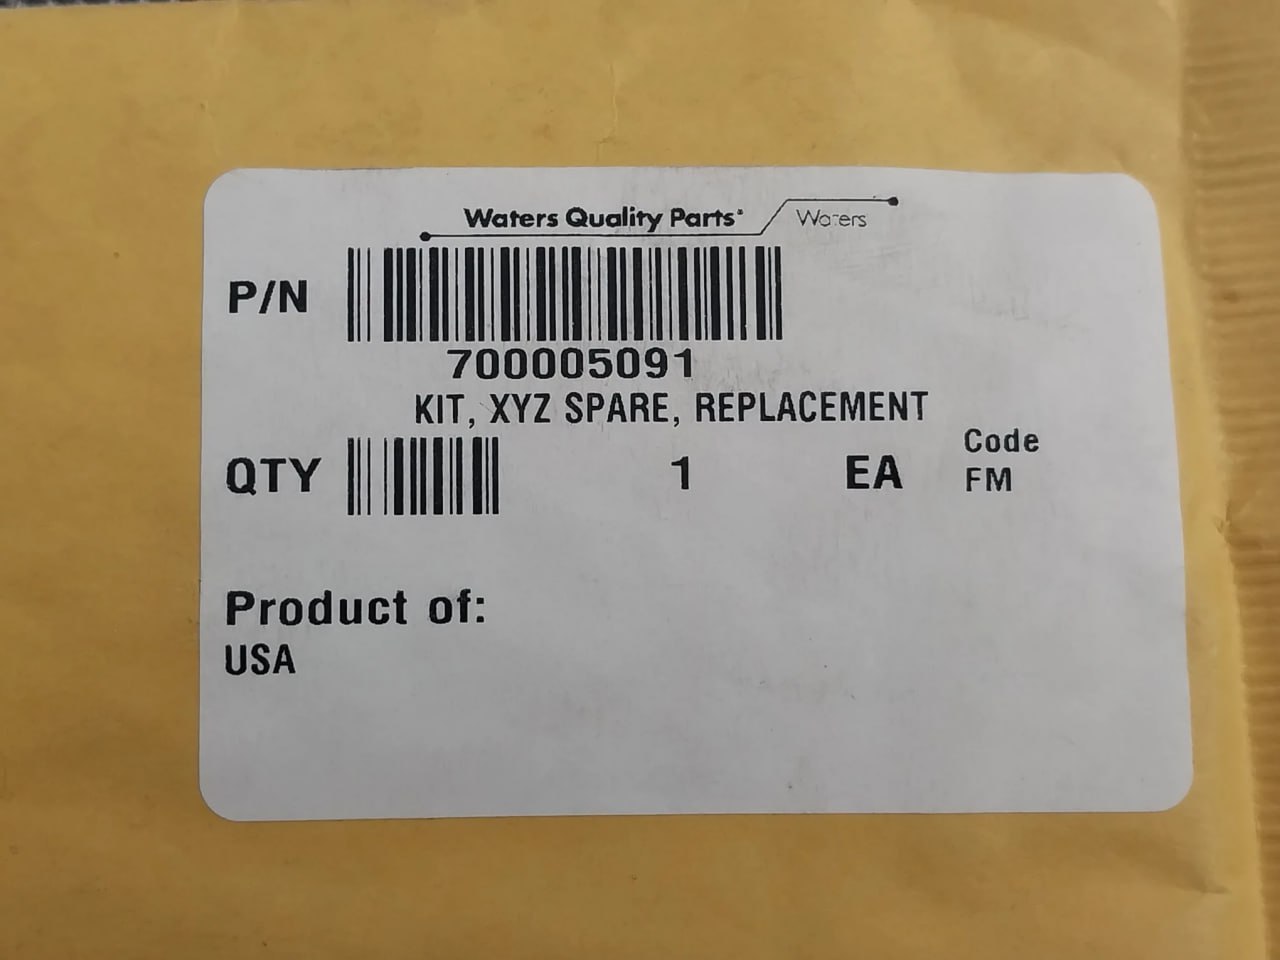 Waters Quality Parts Waters
P/N
700005091
KIT, XYZ SPARE, REPLACEMENT
QTY 1 EA Code
FM
Product of:
USA